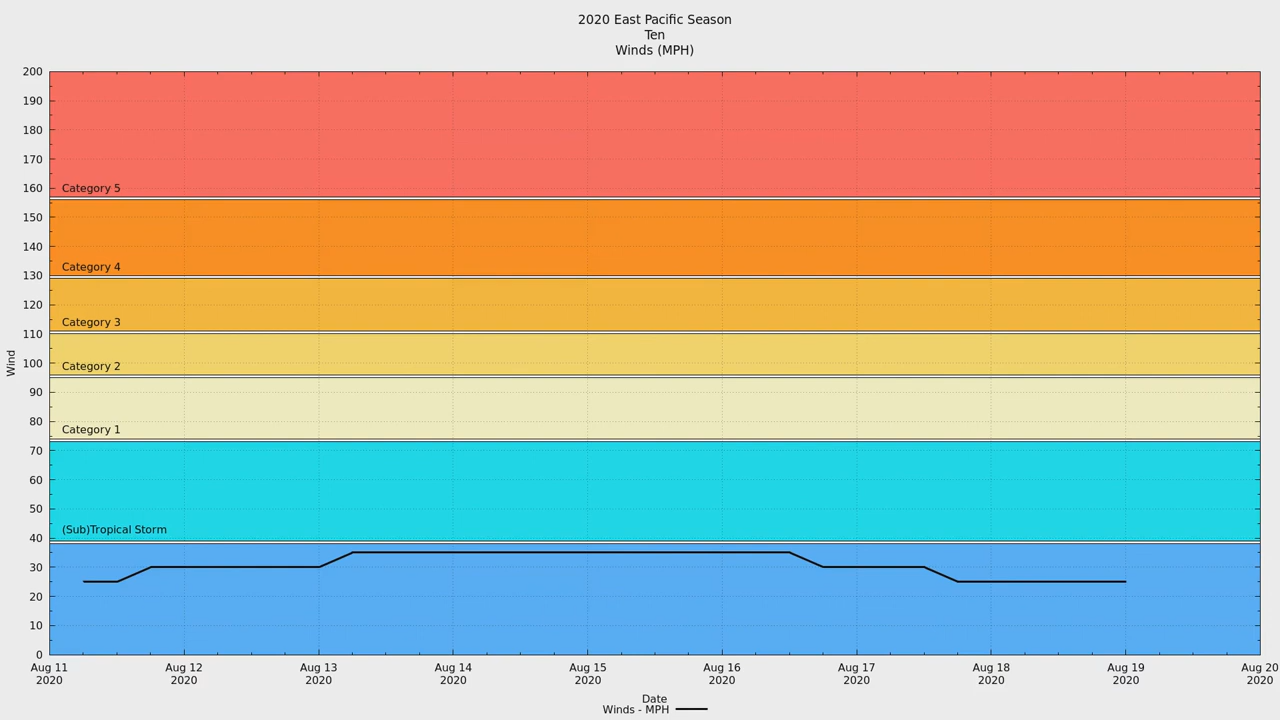 2020 East Pacific Season
Ten
Winds (MPH)
200
190
180
170
160
150
140
130
120
110
100
90
80
70
60
50
40
30
20
10
0
Wind
Category 5
Category 4
Category 3
Category 2
Category 1
(Sub)Tropical Storm
Aug 11 Aug 12 Aug 13 Aug 14 Aug 15 Aug 16 Aug 17 Aug 18 Aug 19 Aug 20
2020 2020 2020 2020 2020 2020 2020 2020 2020 2020
Date
Winds - MPH